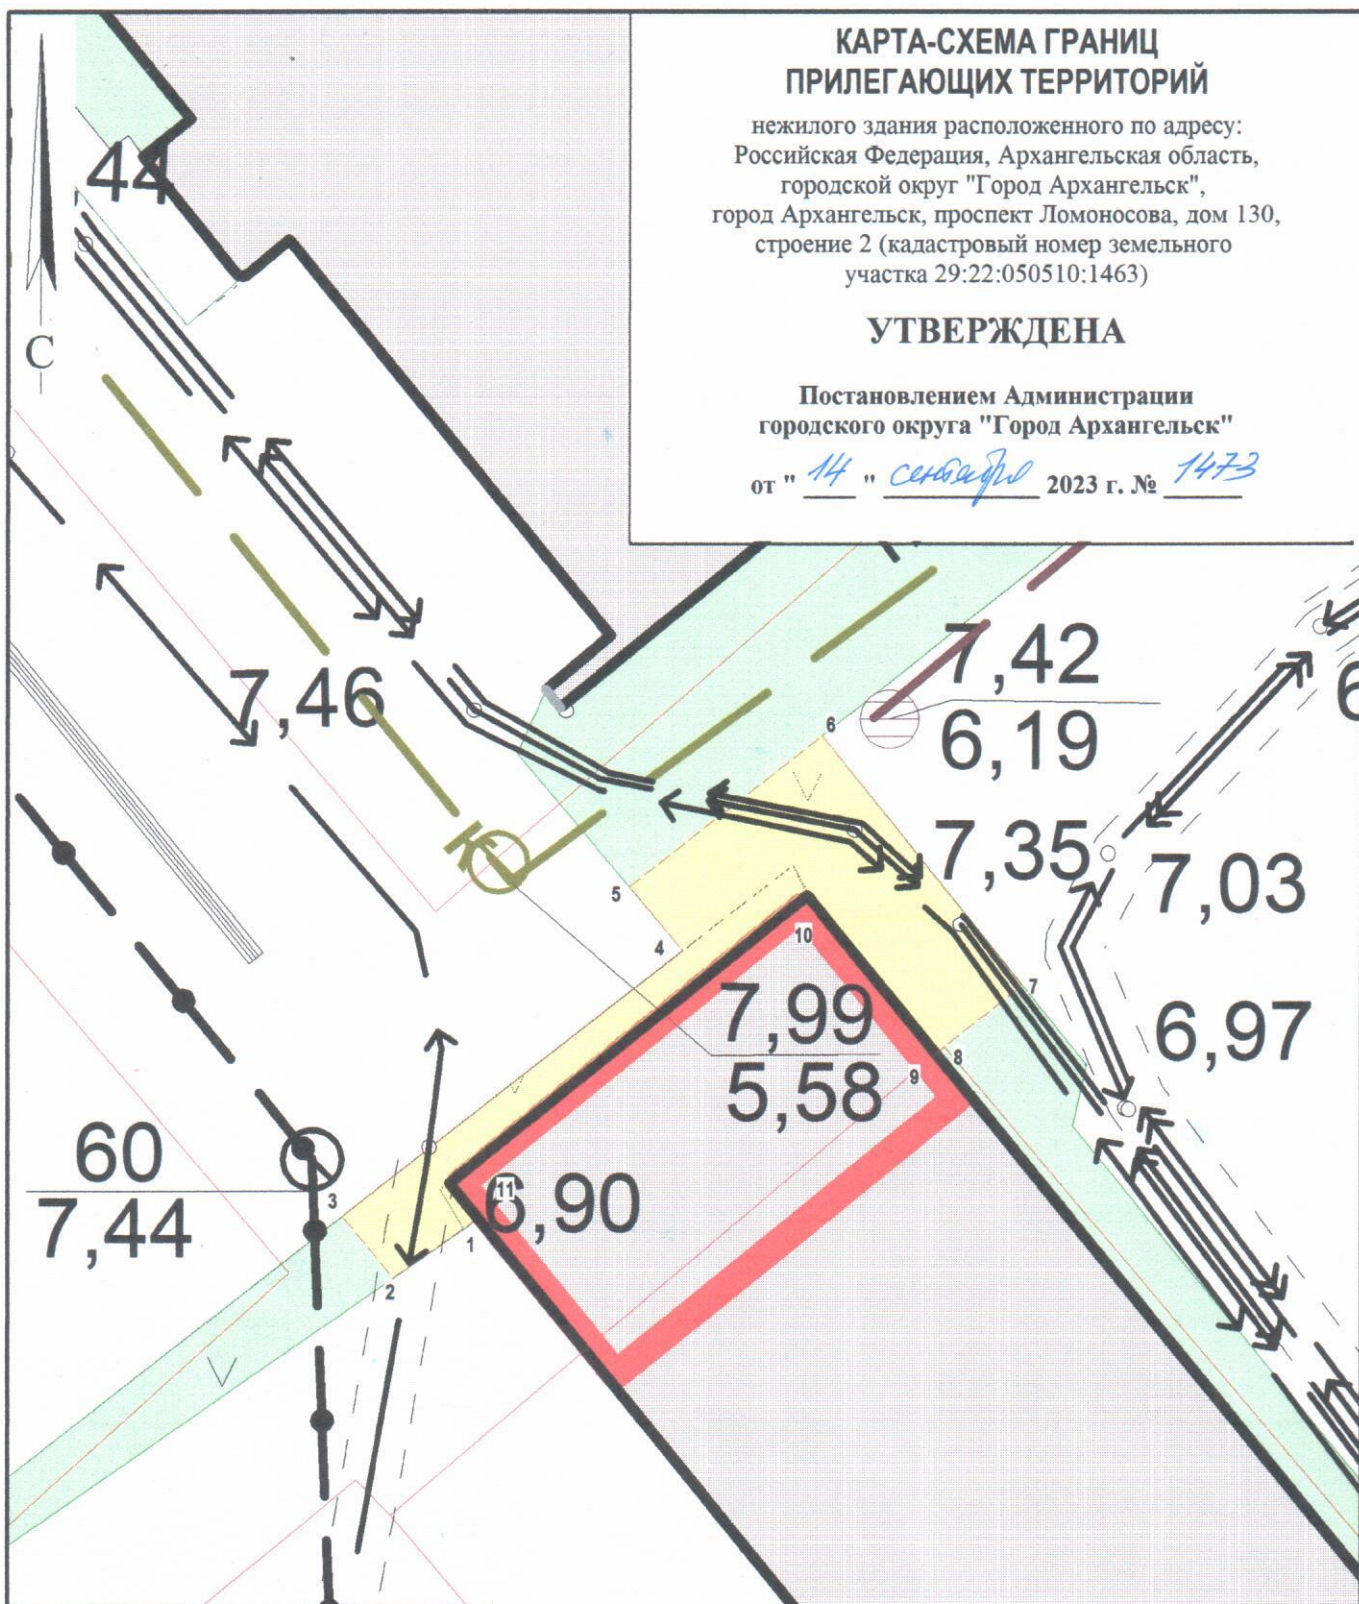 КАРТА-СХЕМА ГРАНИЦ
ПРИЛЕГАЮЩИХ ТЕРРИТОРИЙ
нежилого здания расположенного по адресу:
Российская Федерация, Архангельская область,
городской округ "Город Архангельск",
город Архангельск, проспект Ломоносова, дом 130,
строение 2 (кадастровый номер земельного
участка 29:22:050510:1463)
УТВЕРЖДЕНА
Постановлением Администрации
городского округа "Город Архангельск"
от " 14 " сентября 2023 г. № 1473
44
С
7,42
6,19
7,46
6
6
К
7,35
7,03
5
4
10
7,99
5,58
7
6,97
8
9
60
7,44
3
11
6,90
1
2